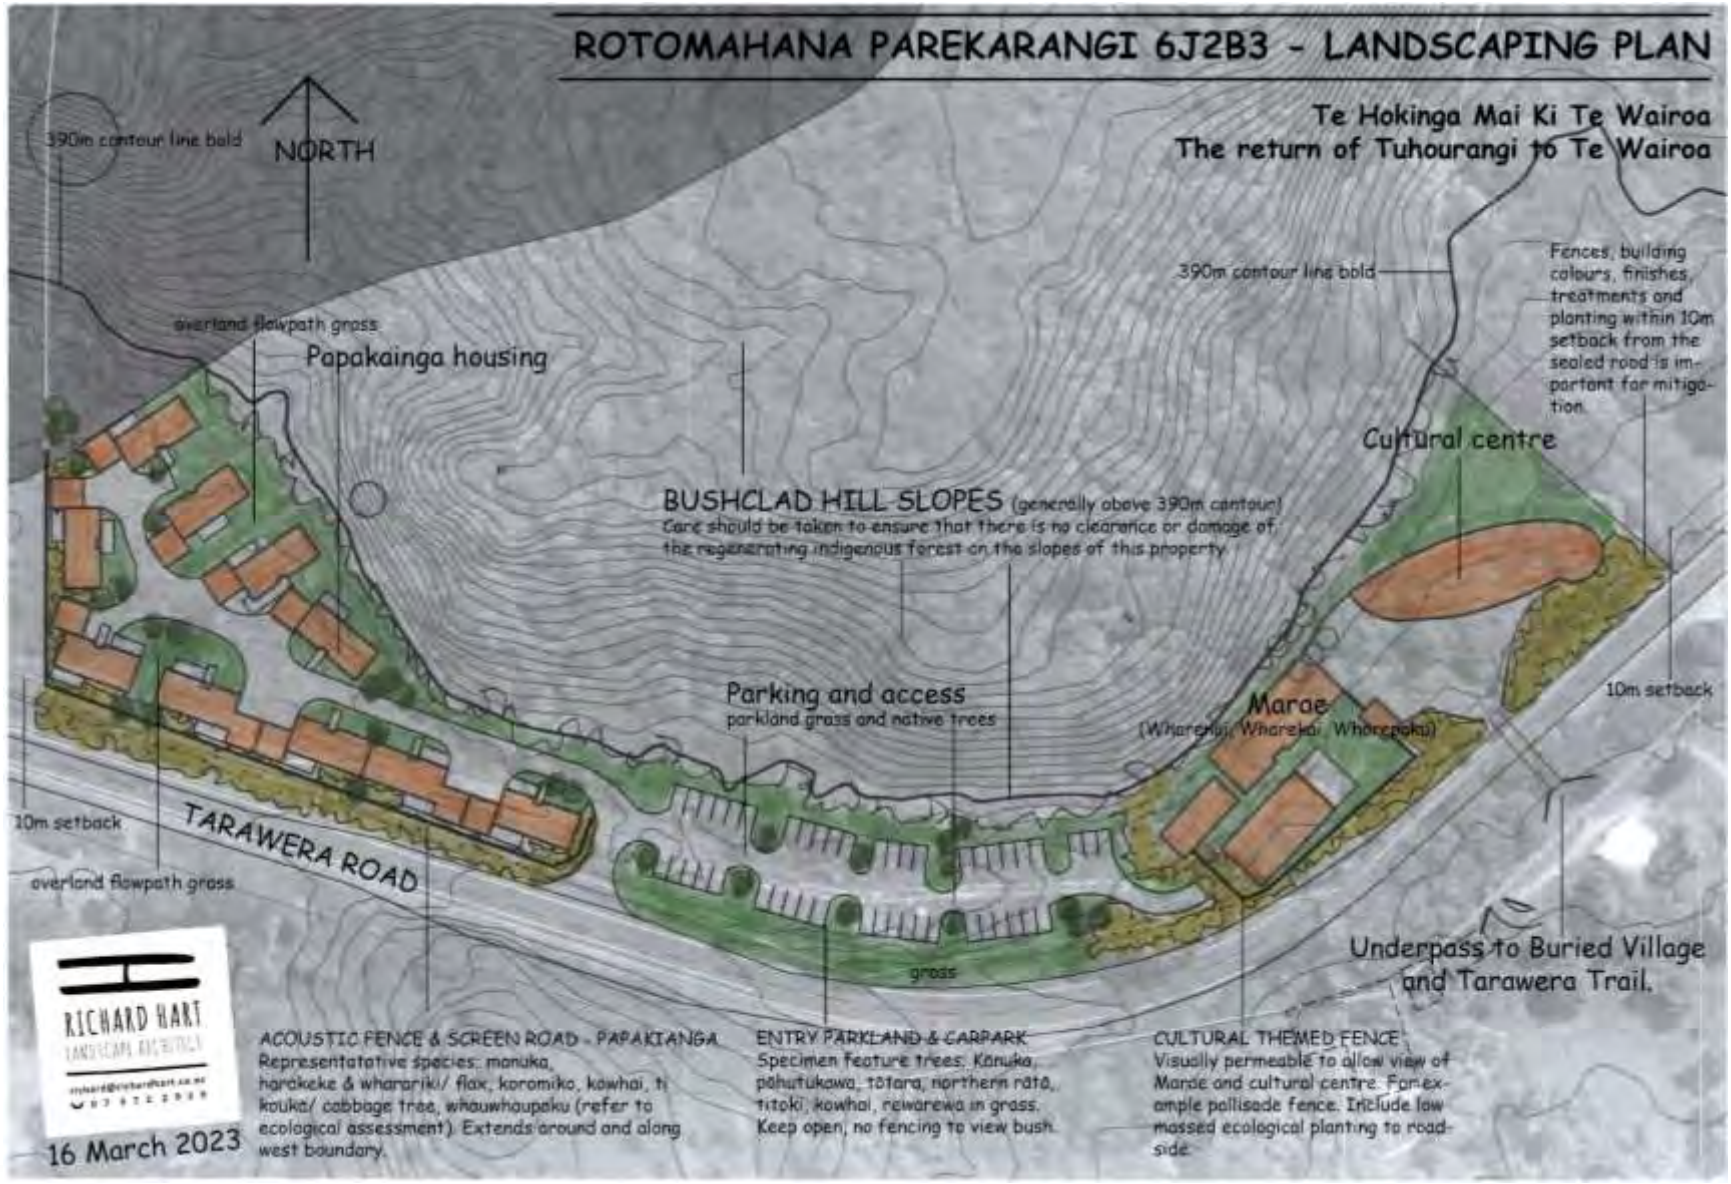 ROTOMAHANA PAREKARANGI 6J2B3 - LANDSCAPING PLAN
Te Hokinga Mai Ki Te Wairoa
The return of Tuhourangi to Te Wairoa
390m contour line bold
NORTH
390m contour line bold
Fences, building
colours, finishes,
treatments and
planting within 10m
setback from the
sealed road is im-
portant for mitiga-
tion.
overland flowpath grass
Papakainga housing
Cultural centre
BUSHCLAD HILL SLOPES (generally above 390m contour)
Care should be taken to ensure that there is no clearance or damage of
the regenerating indigenous forest on the slopes of this property
Parking and access
parkland grass and native trees
Marae
(Wharenui, Wharekai, Wharepaku)
10m setback
10m setback
TARAWERA ROAD
overland flowpath grass
grass
Underpass to Buried Village
and Tarawera Trail.
RICHARD HART
LANDSCAPE ARCHITECT
16 March 2023
ACOUSTIC FENCE & SCREEN ROAD - PAPAKIANGA
Representatative species: manuka,
harakeke & wharariki/ flax, koromiko, kowhai, ti
kouka/ cabbage tree, whauwhaupaku (refer to
ecological assessment). Extends around and along
west boundary.
ENTRY PARKLAND & CARPARK
Specimen feature trees: Kanuka,
pōhutukawa, tōtara, northern rātā,
titoki, kowhai, rewarewa in grass.
Keep open, no fencing to view bush.
CULTURAL THEMED FENCE
Visually permeable to allow view of
Marae and cultural centre. For ex-
ample pallisade fence. Include low
massed ecological planting to road-
side.